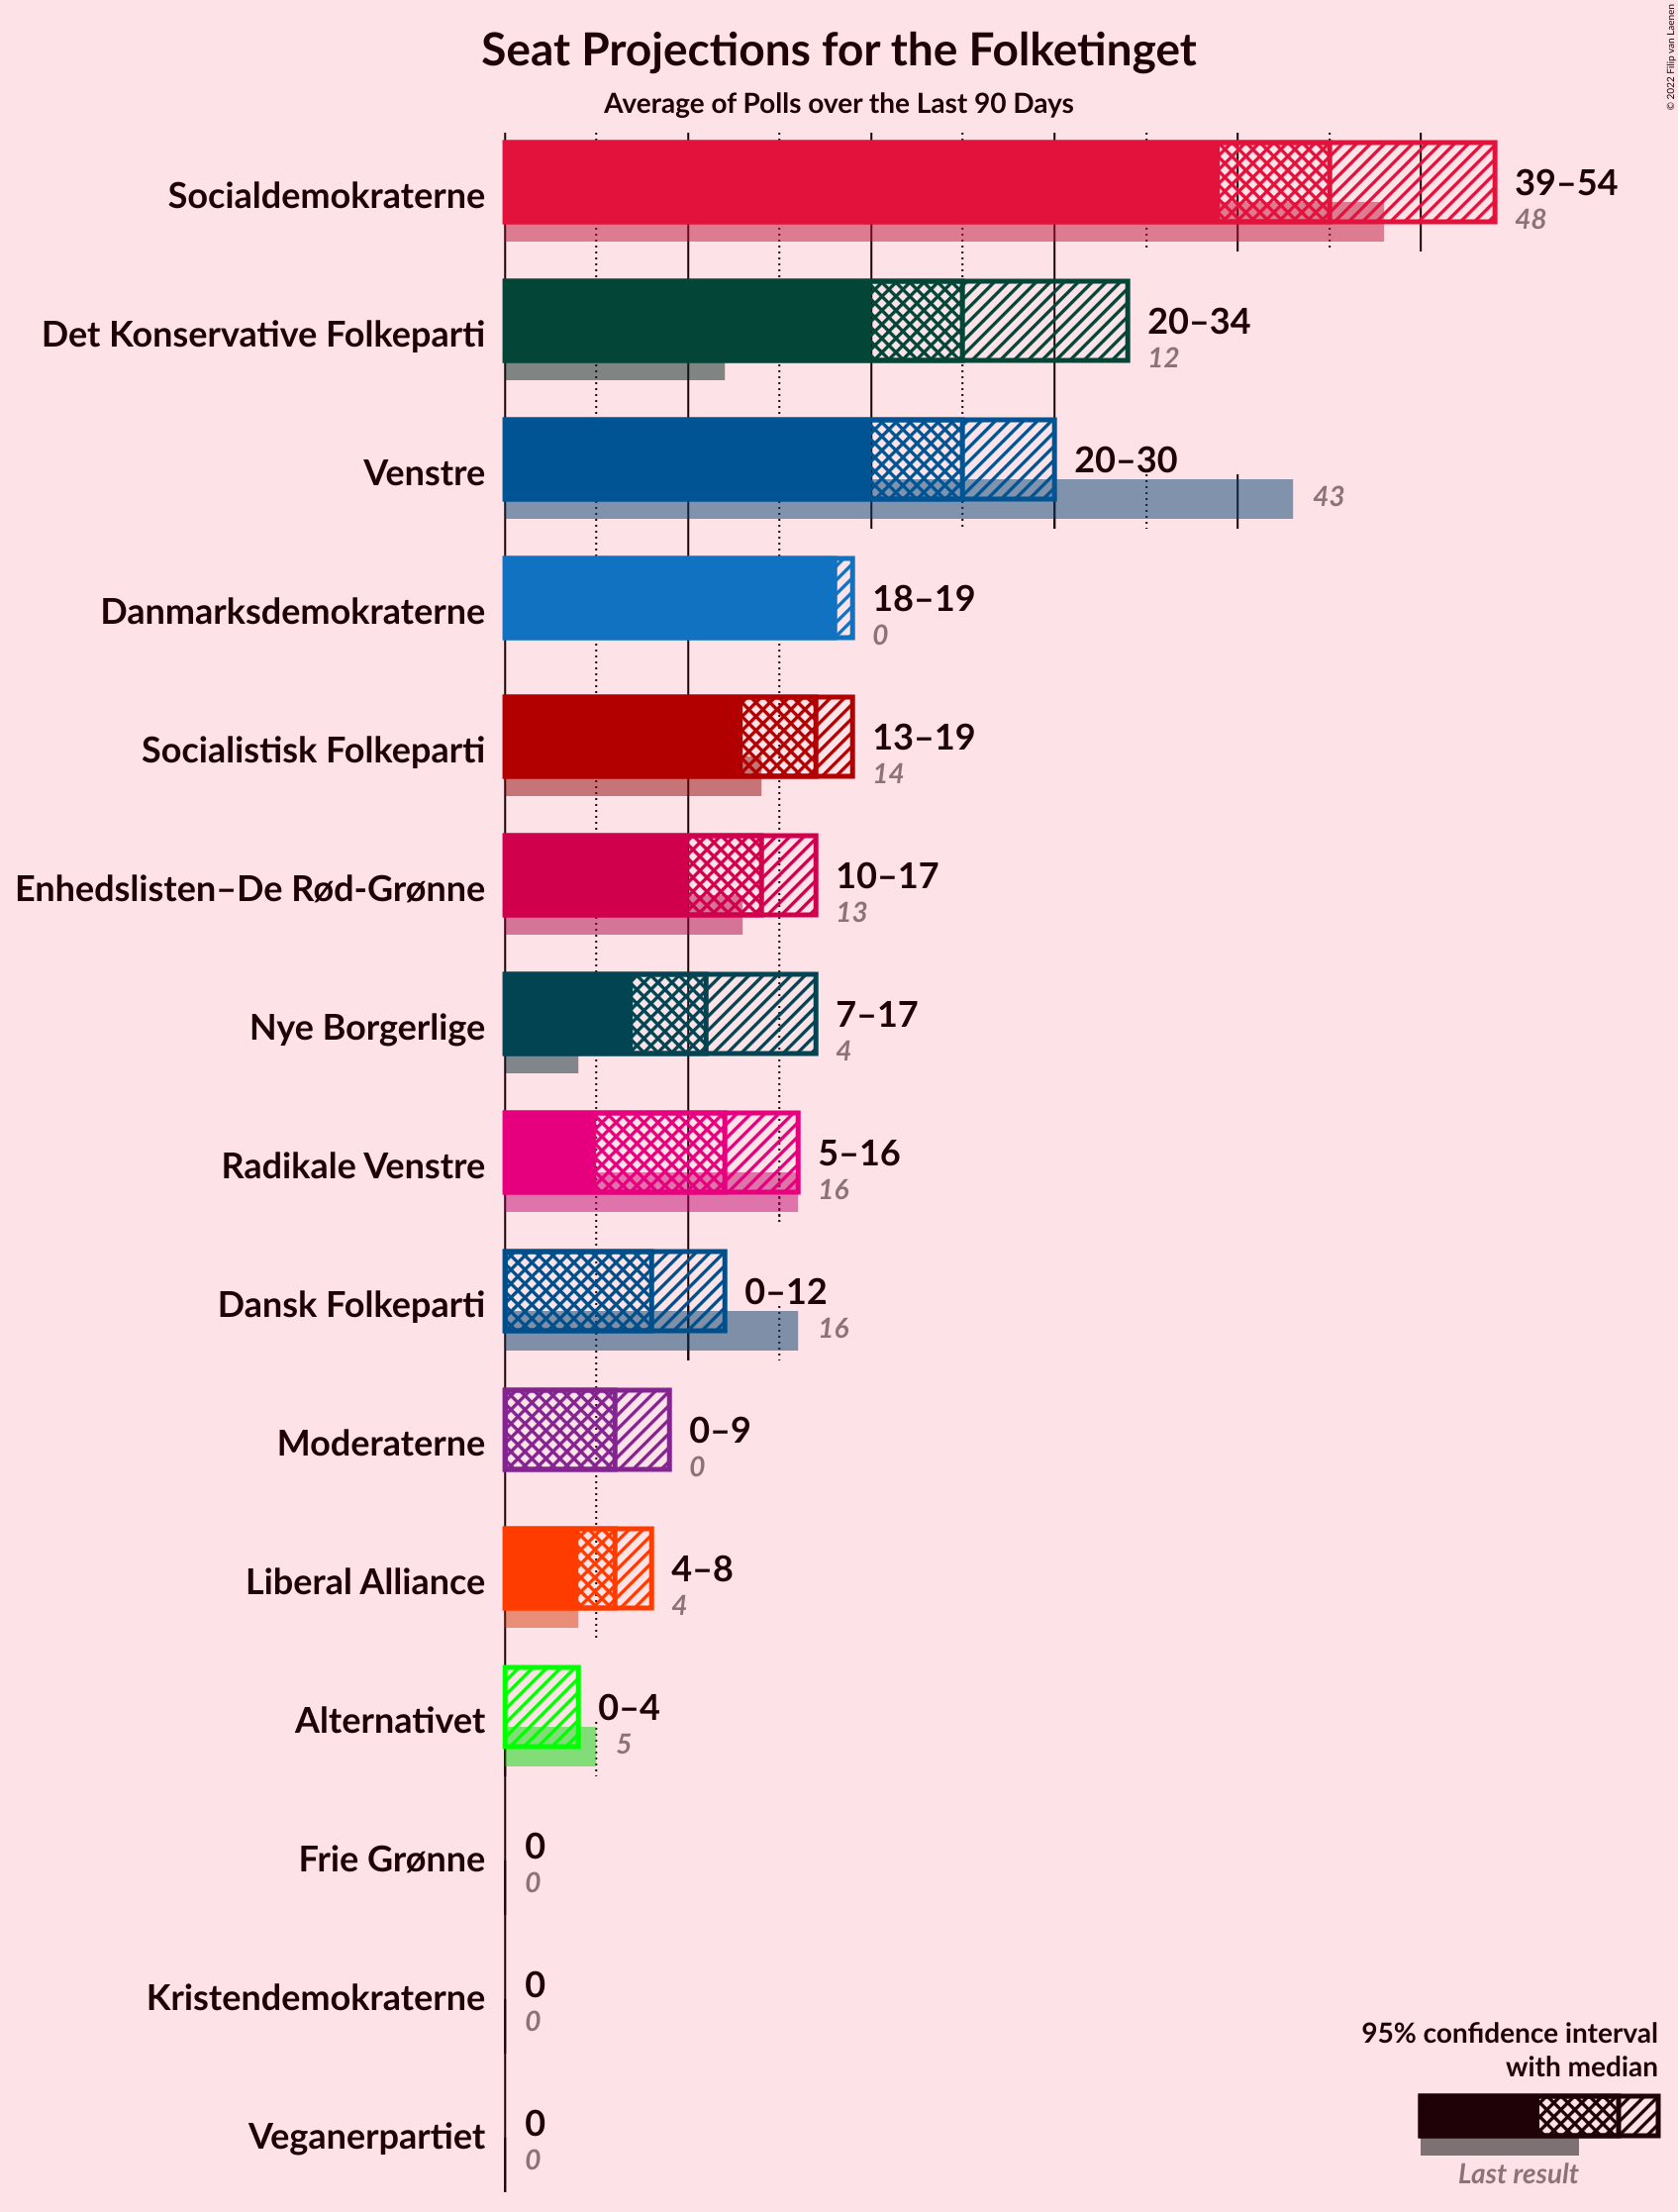 © 2022 Filip van Laenen
Seat Projections for the Folketinget
Average of Polls over the Last 90 Days
Socialdemokraterne
39–54
48
Det Konservative Folkeparti
20–34
12
Venstre
20–30
43
Danmarksdemokraterne
18–19
0
Socialistisk Folkeparti
13–19
14
Enhedslisten–De Rød-Grønne
10–17
13
Nye Borgerlige
7–17
4
Radikale Venstre
5–16
16
Dansk Folkeparti
0–12
16
Moderaterne
0–9
0
Liberal Alliance
4–8
4
Alternativet
0–4
5
Frie Grønne
0
0
Kristendemokraterne
0
0
Veganerpartiet
0
0
95% confidence interval
with median
Last result